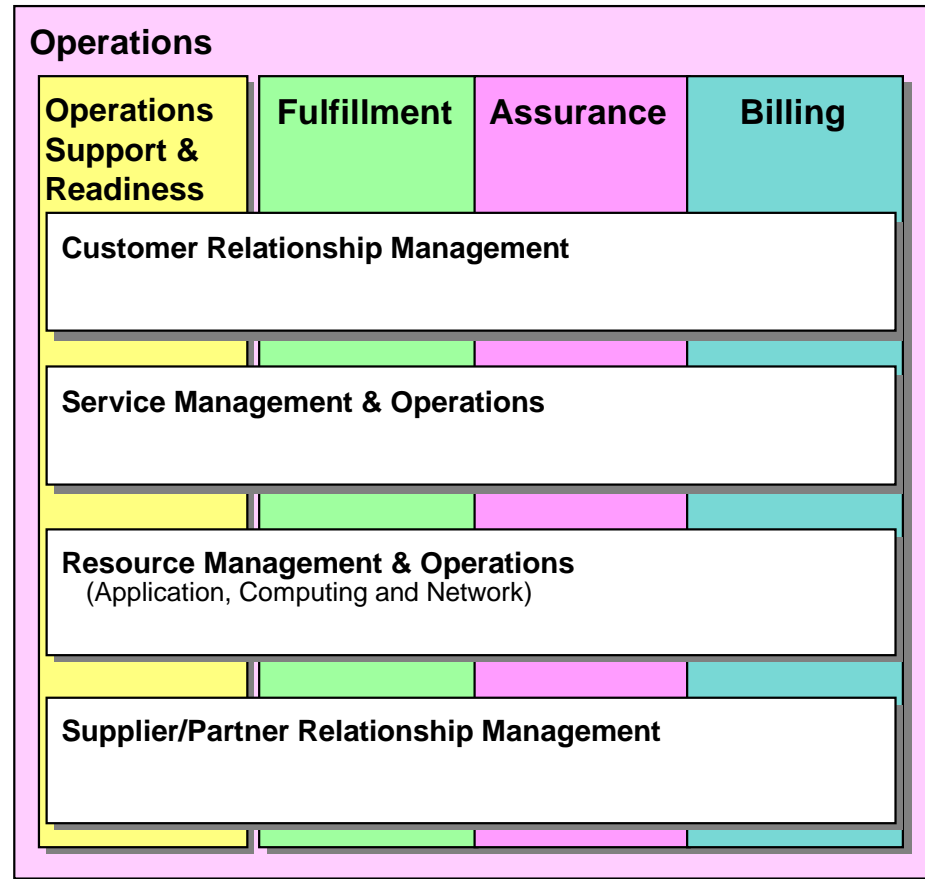 Operations
Operations
Support &
Readiness
Fulfillment
Assurance
Billing
Customer Relationship Management
Service Management & Operations
Resource Management & Operations
(Application, Computing and Network)
Supplier/Partner Relationship Management